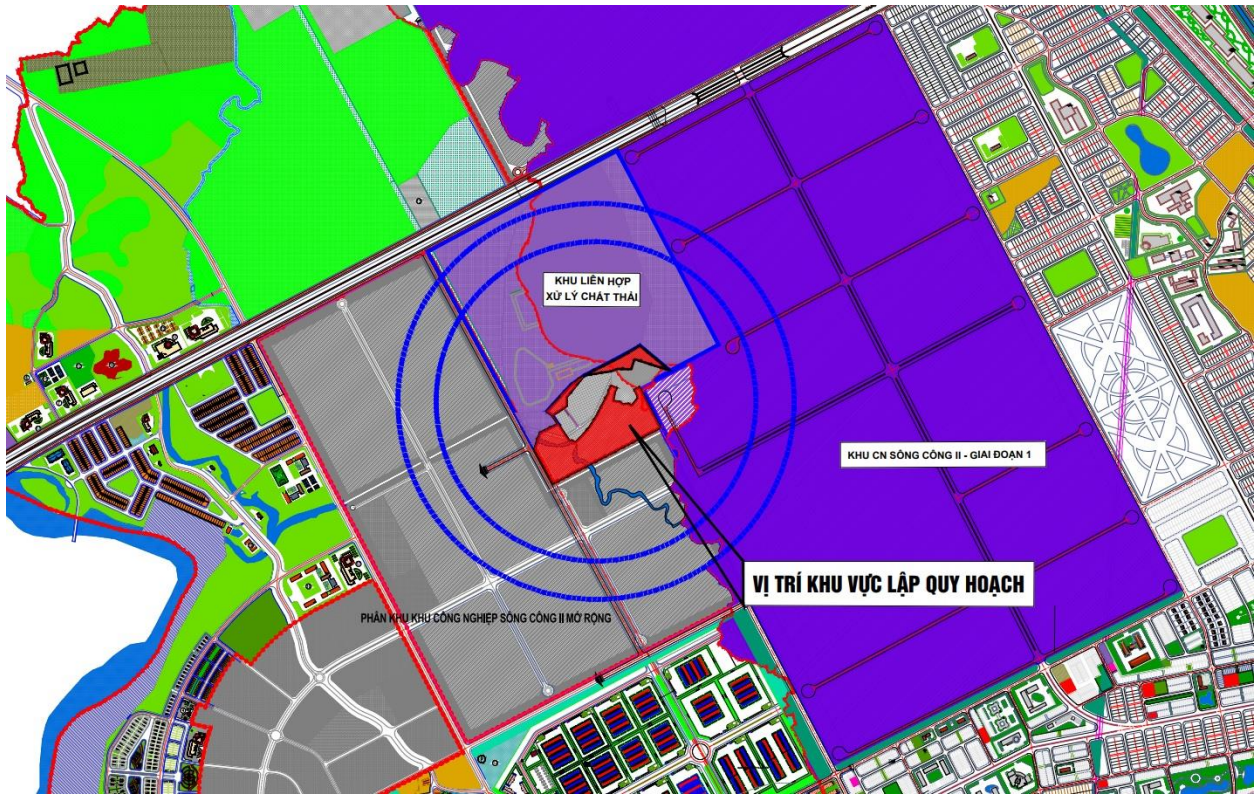 KHU LIÊN HỢP
XỬ LÝ CHẤT THẢI
KHU CN SÔNG CÔNG II - GIAI ĐOẠN 1
VỊ TRÍ KHU VỰC LẬP QUY HOẠCH
PHÂN KHU KHU CÔNG NGHIỆP SÔNG CÔNG II MỞ RỘNG